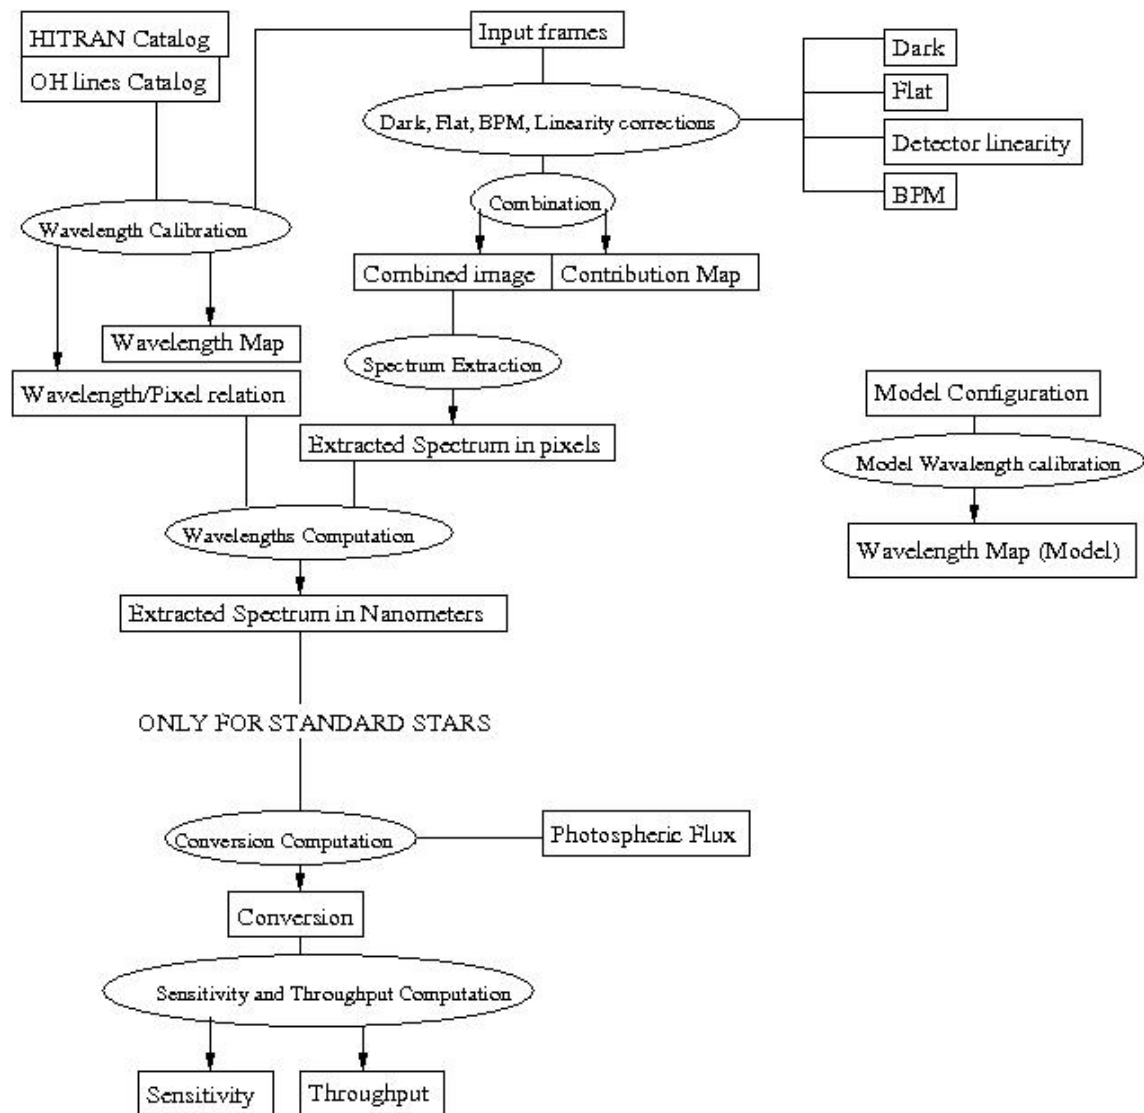 HITRAN Catalog
OH lines Catalog
Input frames
Dark
Flat
Dark, Flat, BPM, Linearity corrections
Detector linearity
BPM
Combination
Wavelength Calibration
Combined image
Contribution Map
Wavelength Map
Spectrum Extraction
Wavelength/Pixel relation
Model Configuration
Extracted Spectrum in pixels
Model Wavalength calibration
Wavelengths Computation
Wavelength Map (Model)
Extracted Spectrum in Nanometers
ONLY FOR STANDARD STARS
Conversion Computation
Photospheric Flux
Conversion
Sensitivity and Throughput Computation
Sensitivity
Throughput